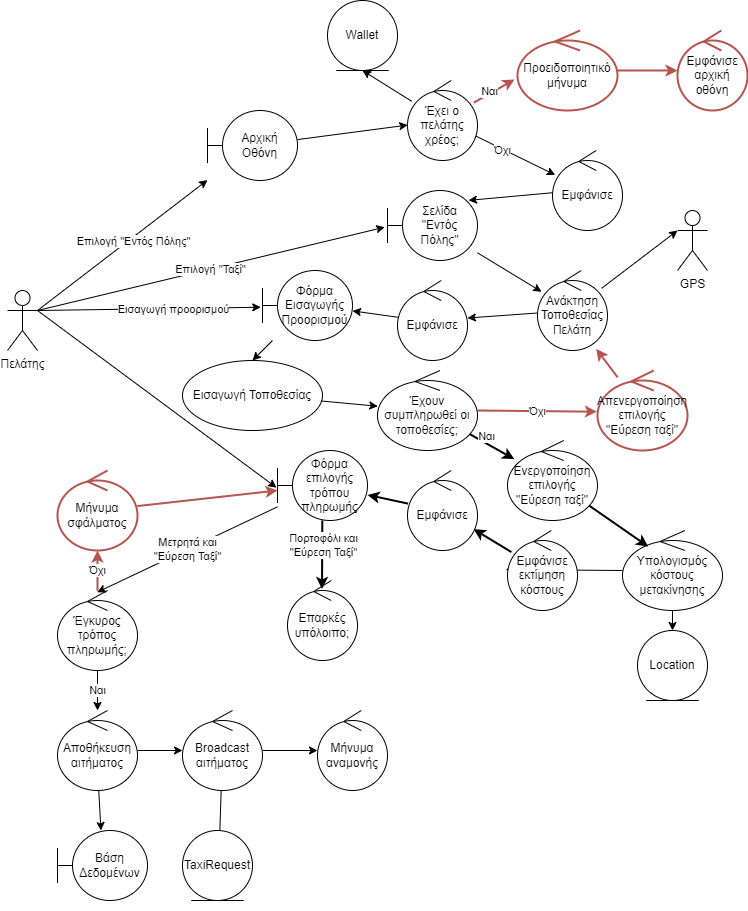 Wallet
Προειδοποιητικό
μήνυμα
Εμφάνισε
αρχική
οθόνη
Ναι
Έχει ο
πελάτης
χρέος;
Αρχική
Οθόνη
Όχι
Εμφάνισε
Σελίδα
"Εντός
Πόλης"
Επιλογή "Εντός Πόλης"
Επιλογή "Ταξί"
GPS
Φόρμα
Εισαγωγής
Προορισμού
Ανάκτηση
Τοποθεσίας
Πελάτη
Εισαγωγή προορισμού
Εμφάνισε
Πελάτης
Εισαγωγή Τοποθεσίας
Έχουν
συμπληρωθεί οι
τοποθεσίες;
Όχι
Απενεργοποίηση
επιλογής
"Εύρεση ταξί"
Ναι
Φόρμα
επιλογής
τρόπου
πληρωμής
Ενεργοποίηση
επιλογής
"Εύρεση ταξί"
Μήνυμα
σφάλματος
Εμφάνισε
Μετρητά και
"Εύρεση Ταξί"
Πορτοφόλι και
"Εύρεση Ταξί"
Εμφάνισε
εκτίμηση
κόστους
Υπολογισμός
κόστους
μετακίνησης
Όχι
Έγκυρος
τρόπος
πληρωμής;
Επαρκές
υπόλοιπο;
Location
Ναι
Αποθήκευση
αιτήματος
Broadcast
αιτήματος
Μήνυμα
αναμονής
Βάση
Δεδομένων
TaxiRequest